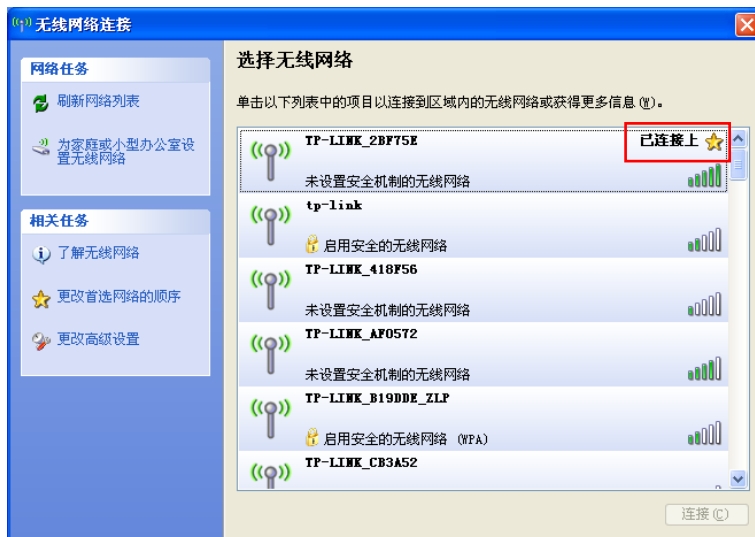 无线网络连接
网络任务
刷新网络列表
为家庭或小型办公室设
置无线网络
相关任务
了解无线网络
更改首选网络的顺序
更改高级设置
选择无线网络
单击以下列表中的项目以连接到区域内的无线网络或获得更多信息(W)。
TP-LINK_2BF75E 已连接上
未设置安全机制的无线网络
tp-link
启用安全的无线网络
TP-LINK_418F56
未设置安全机制的无线网络
TP-LINK_AF0572
未设置安全机制的无线网络
TP-LINK_B19DDE_ZLP
启用安全的无线网络 (WPA)
TP-LINK_CB3A52
连接(C)